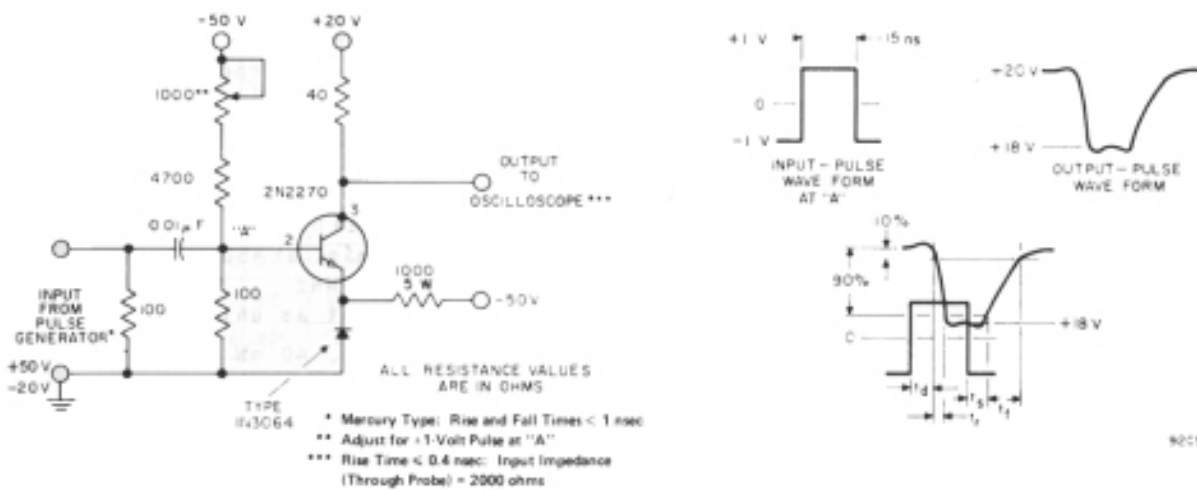 -50 V
+20 V
1000**
40
4700
2N2270
OUTPUT
TO
OSCILLOSCOPE***
3
0.01 µF
"A"
2
1000
5 W
-50V
INPUT
FROM
PULSE
GENERATOR*
100
100
+50V
-20V
TYPE
1N3064
ALL RESISTANCE VALUES
ARE IN OHMS
* Mercury Type: Rise and Fall Times < 1 nsec
** Adjust for +1-Volt Pulse at "A"
*** Rise Time ≤ 0.4 nsec: Input Impedance
(Through Probe) = 2000 ohms
+1 V
15 ns
0
-1 V
INPUT-PULSE
WAVE FORM
AT "A"
+20 V
+18 V
OUTPUT-PULSE
WAVE FORM
10%
90%
0
+18 V
td
ts
tf
tr
92CS